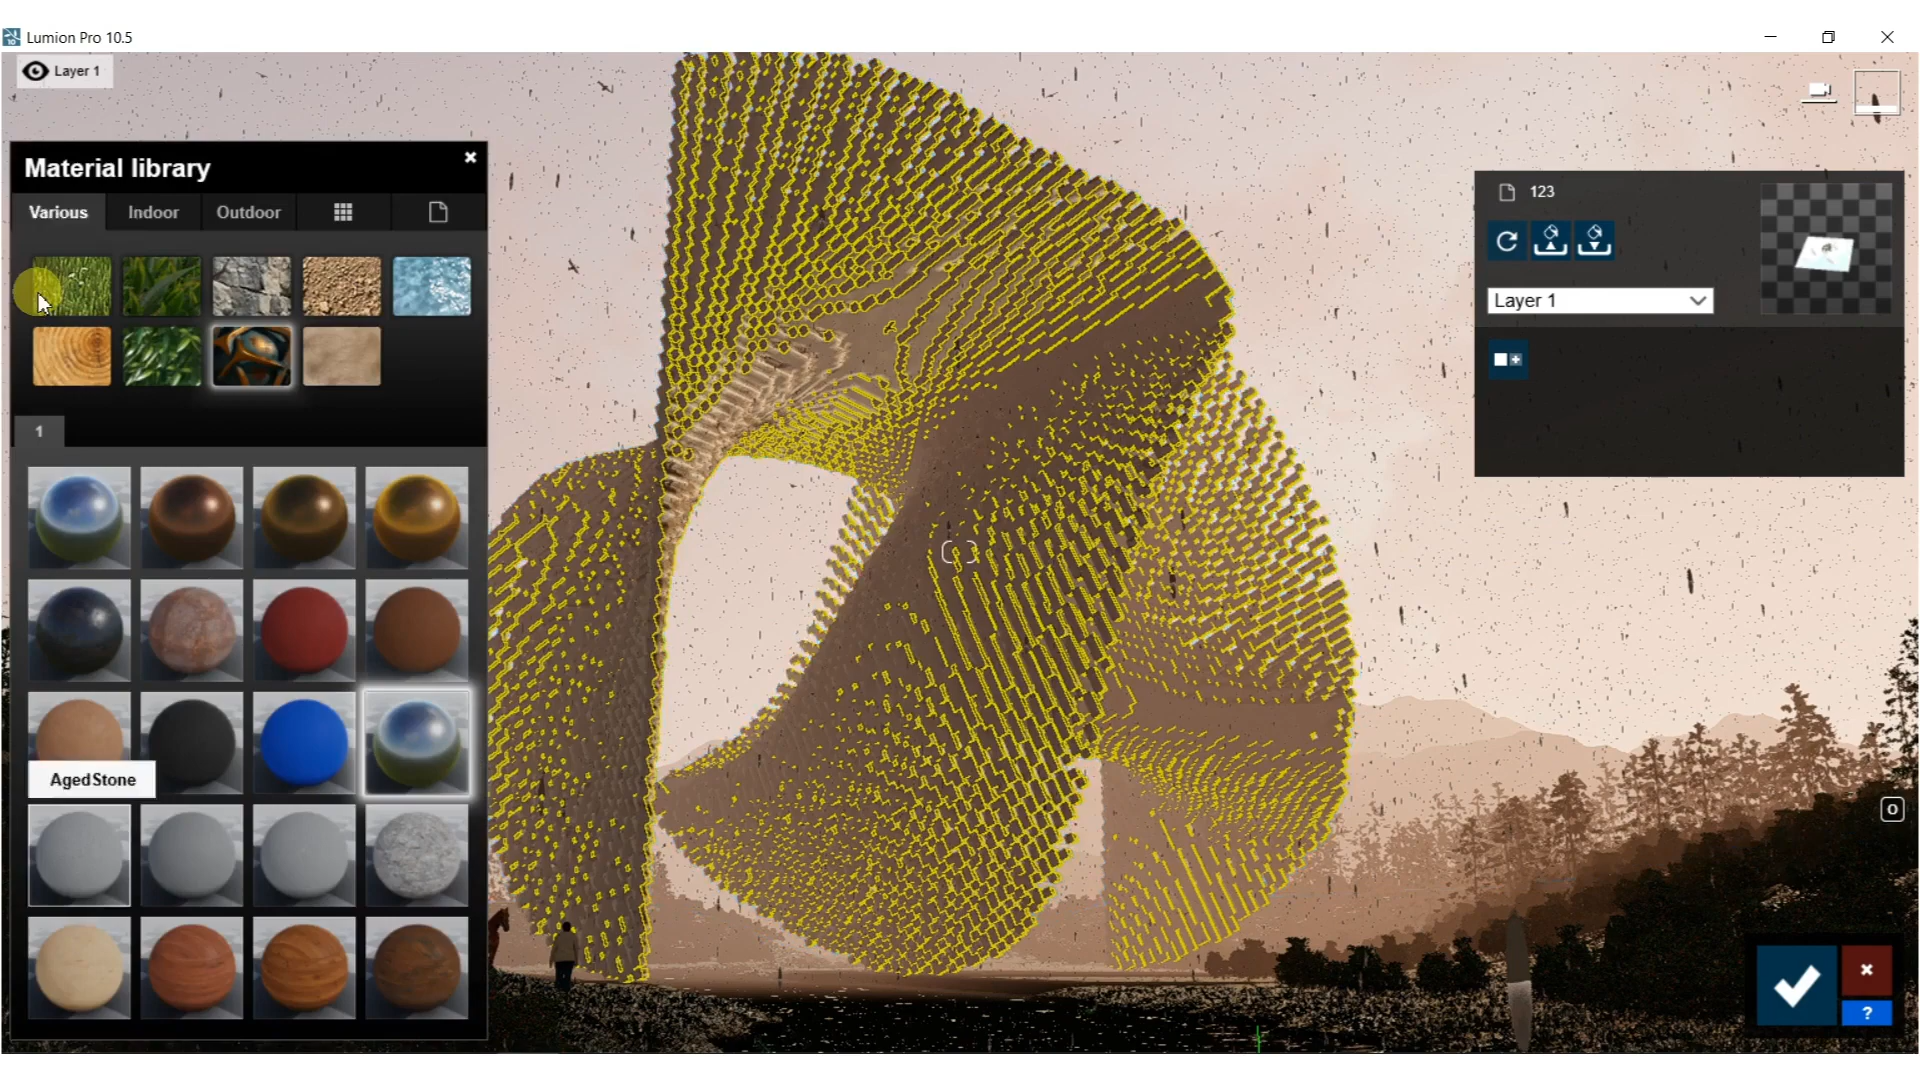 Lumion Pro 10.5
Layer 1
Material library
Various
Indoor
Outdoor
123
Layer 1
1
Aged Stone
O
?